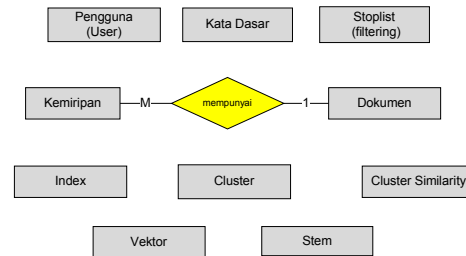 Pengguna
(User)
Kata Dasar
Stoplist
(filtering)
Kemiripan
M
mempunyai
1
Dokumen
Index
Cluster
Cluster Similarity
Vektor
Stem